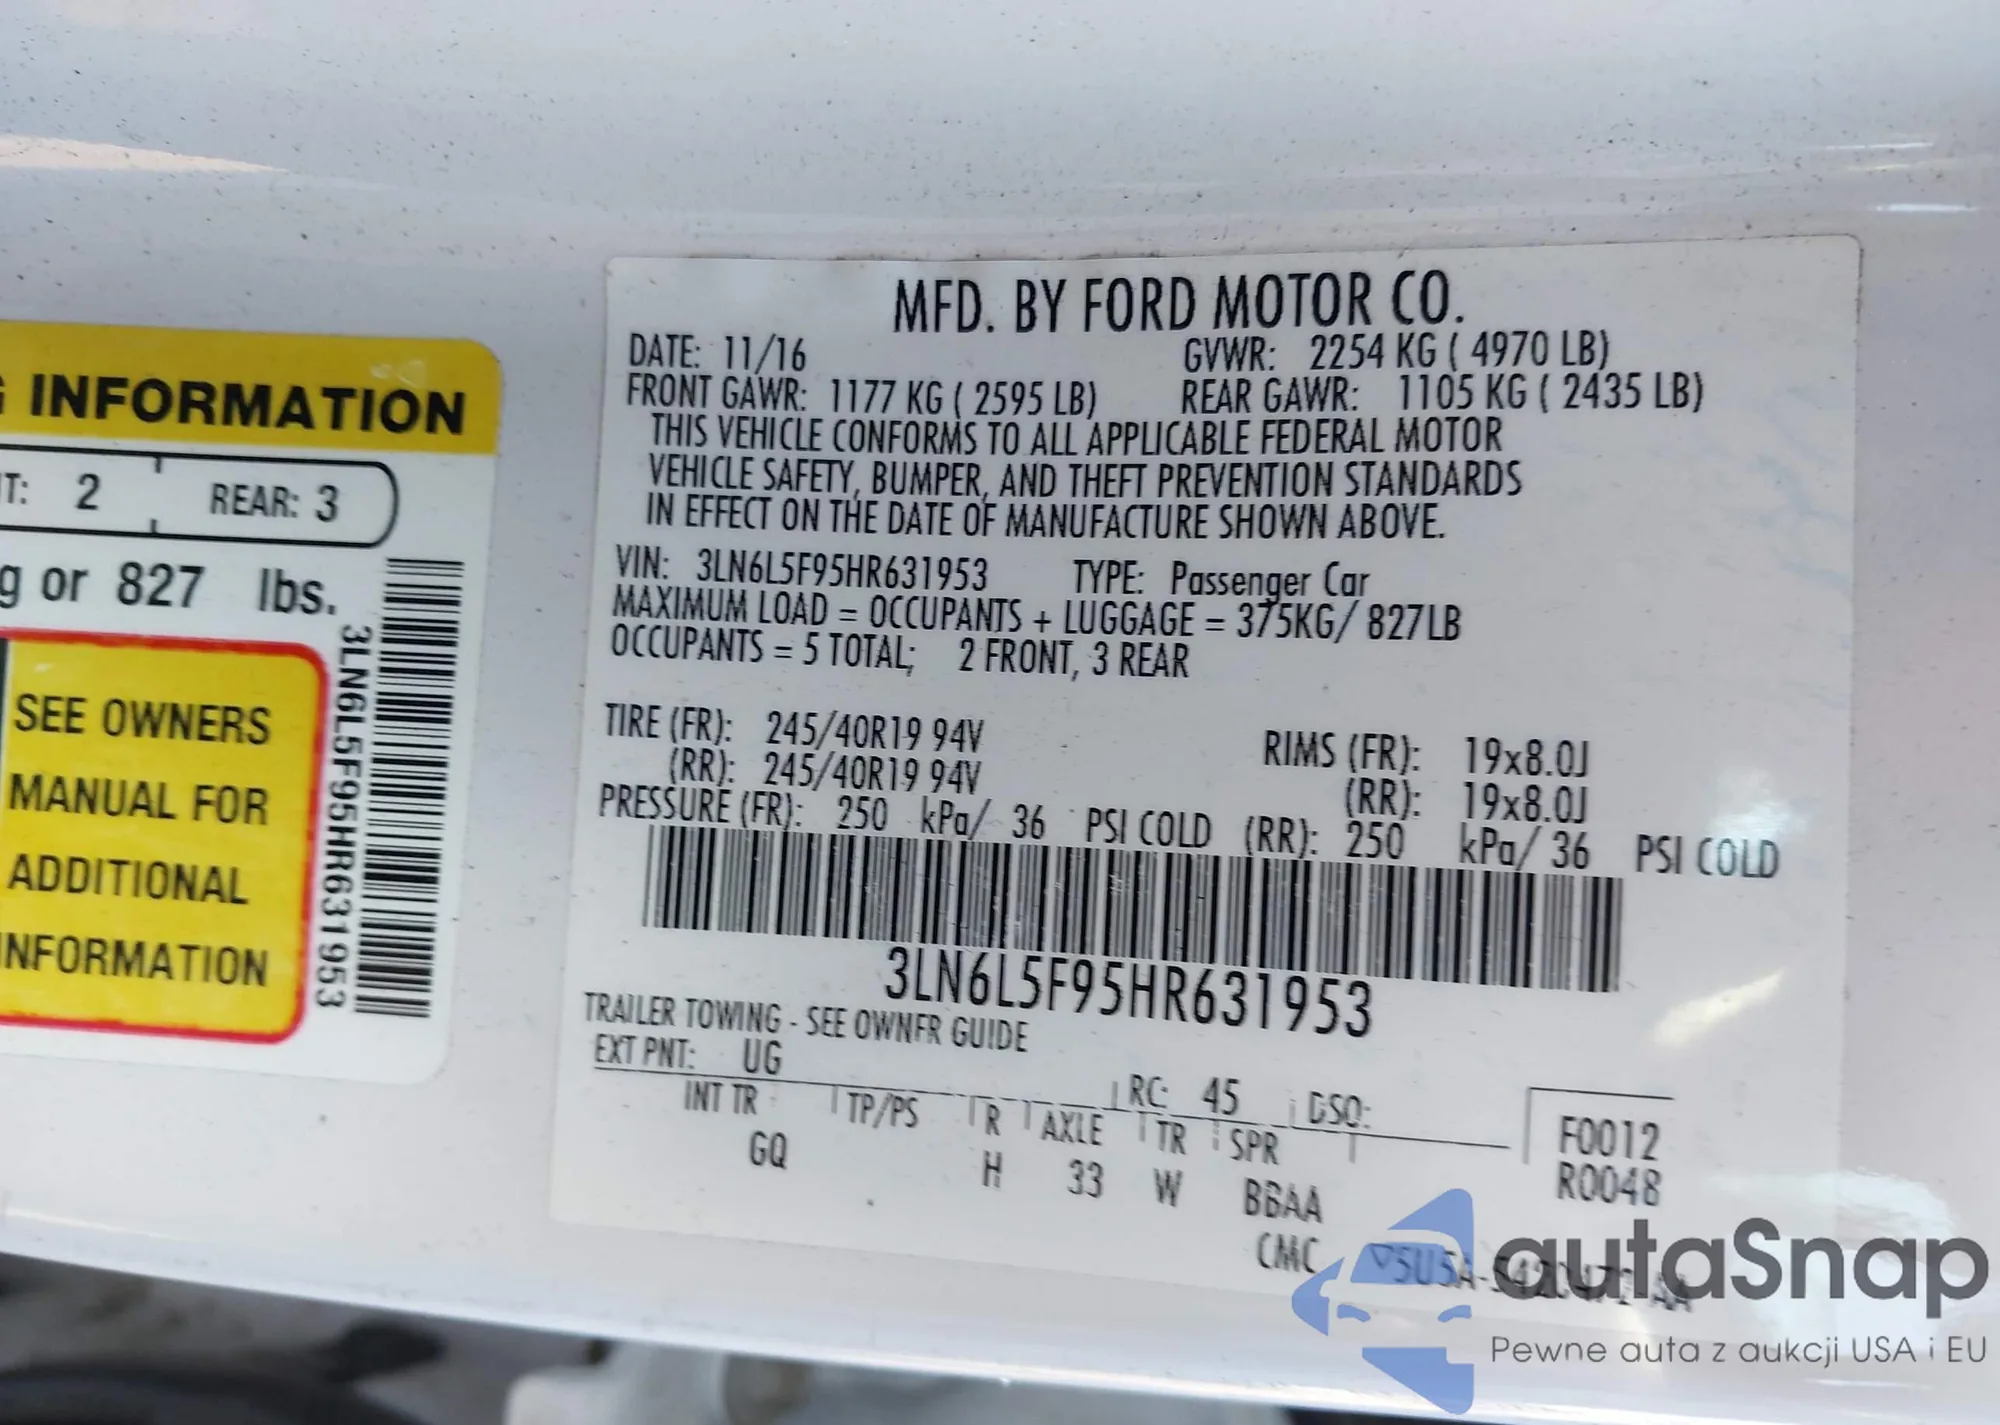 G INFORMATION
T: 2 REAR: 3
g or 827 lbs.
SEE OWNERS
MANUAL FOR
ADDITIONAL
INFORMATION
3LN6L5F95HR631953
MFD. BY FORD MOTOR CO.
DATE: 11/16 GVWR: 2254 KG ( 4970 LB)
FRONT GAWR: 1177 KG ( 2595 LB) REAR GAWR: 1105 KG ( 2435 LB)
THIS VEHICLE CONFORMS TO ALL APPLICABLE FEDERAL MOTOR
VEHICLE SAFETY, BUMPER, AND THEFT PREVENTION STANDARDS
IN EFFECT ON THE DATE OF MANUFACTURE SHOWN ABOVE.
VIN: 3LN6L5F95HR631953 TYPE: Passenger Car
MAXIMUM LOAD = OCCUPANTS + LUGGAGE = 375KG/ 827LB
OCCUPANTS = 5 TOTAL; 2 FRONT, 3 REAR
TIRE (FR): 245/40R19 94V RIMS (FR): 19x8.0J
(RR): 245/40R19 94V (RR): 19x8.0J
PRESSURE (FR): 250 kPa/ 36 PSI COLD (RR): 250 kPa/ 36 PSI COLD
3LN6L5F95HR631953
TRAILER TOWING - SEE OWNER GUIDE
EXT PNT: UG RC: 45 DSO:
INT TR TP/PS R AXLE TR SPR F0012
GQ H 33 W BBAA R0048
CMC
autaSnap
Pewne auta z aukcji USA i EU